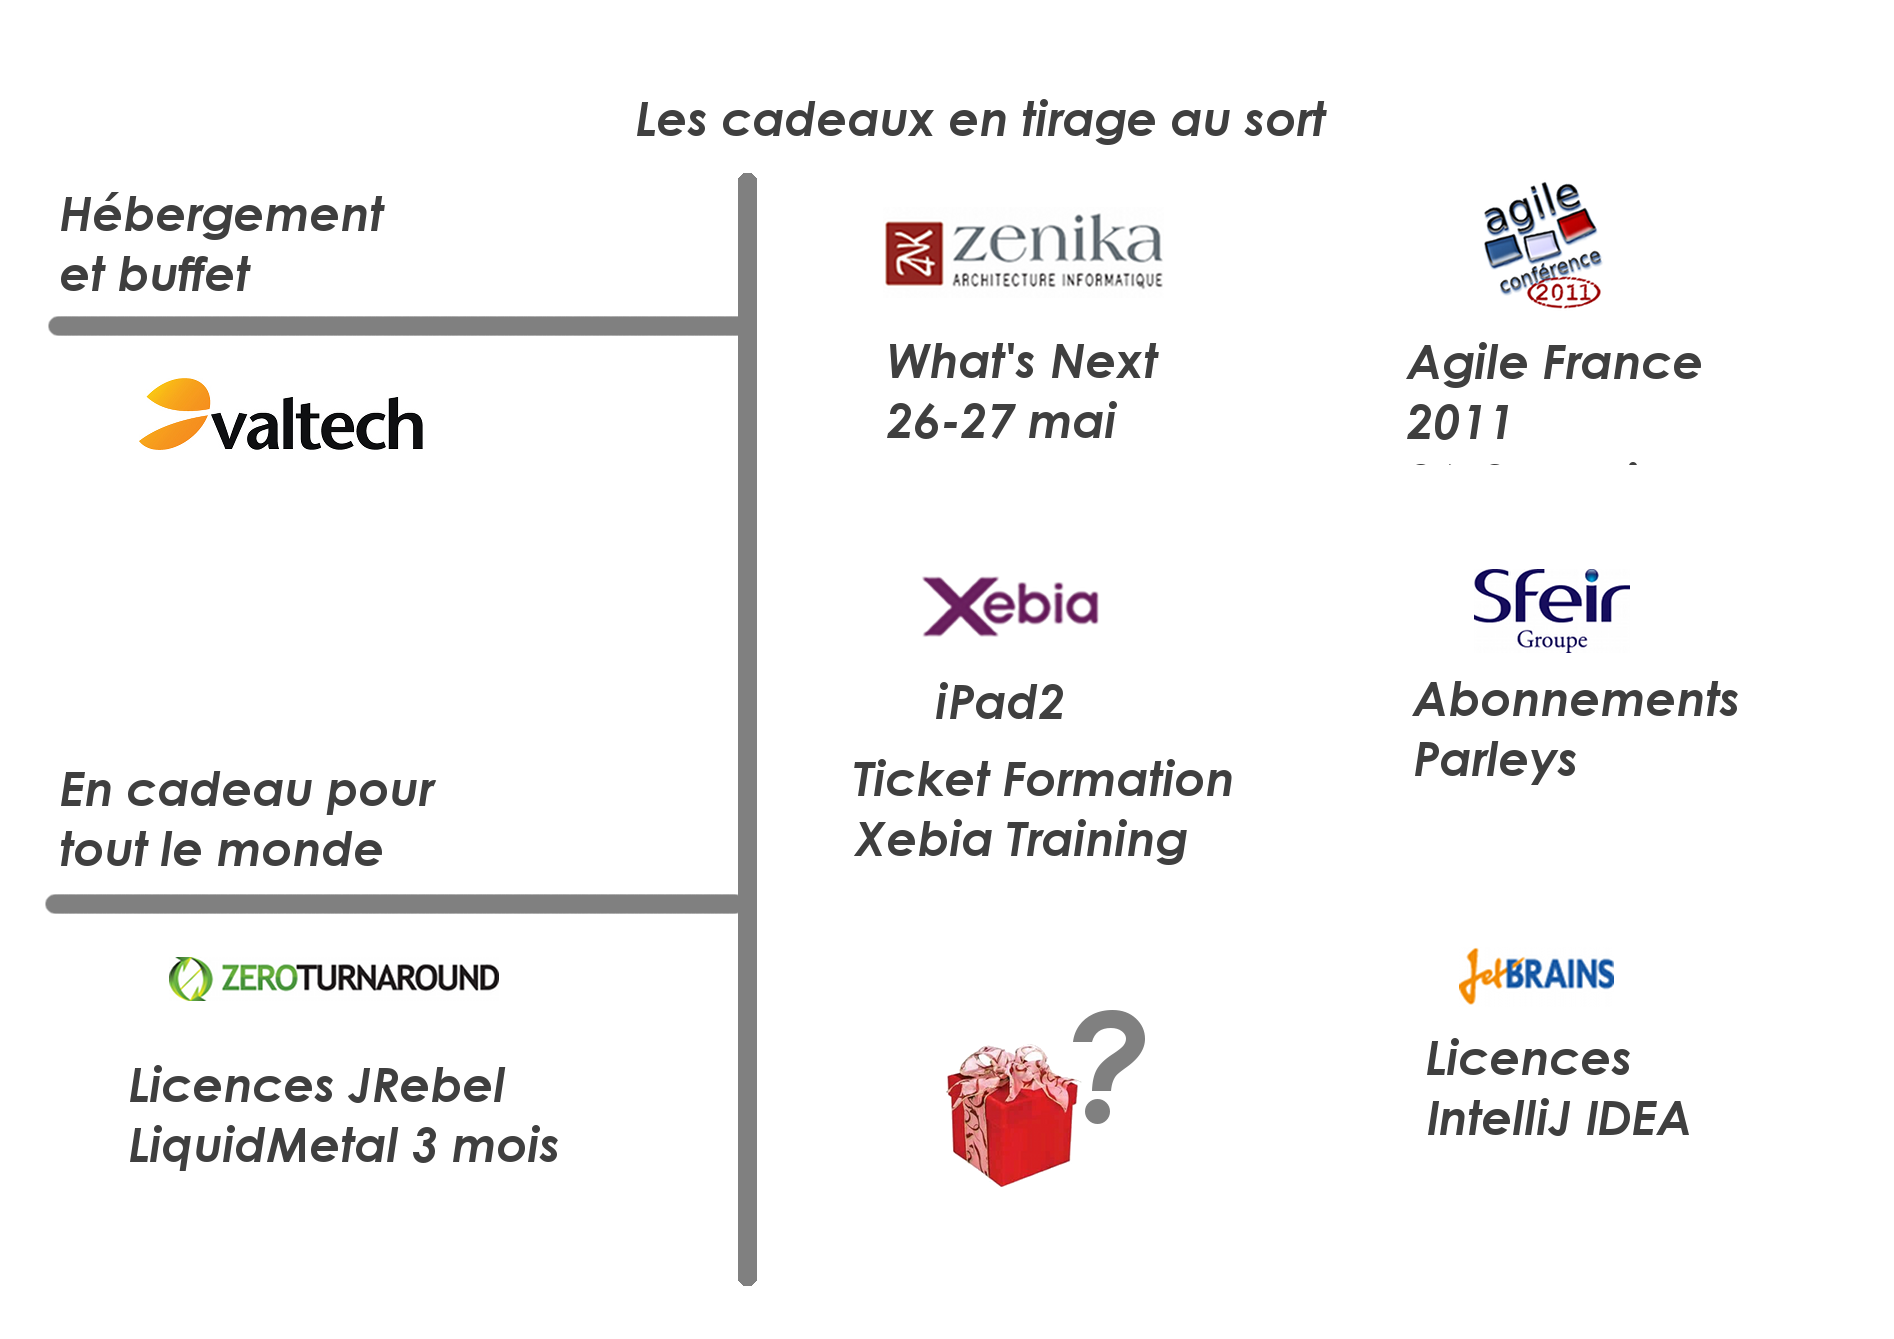 Les cadeaux en tirage au sort
Hébergement
et buffet
valtech
En cadeau pour
tout le monde
ZEROTURNAROUND
Licences JRebel
LiquidMetal 3 mois
zenika
ARCHITECTURE INFORMATIQUE
What's Next
26-27 mai
agile
conférence
2011
Agile France
2011
Xebia
iPad2
Ticket Formation
Xebia Training
Sfeir
Groupe
Abonnements
Parleys
?
JetBRAINS
Licences
IntelliJ IDEA